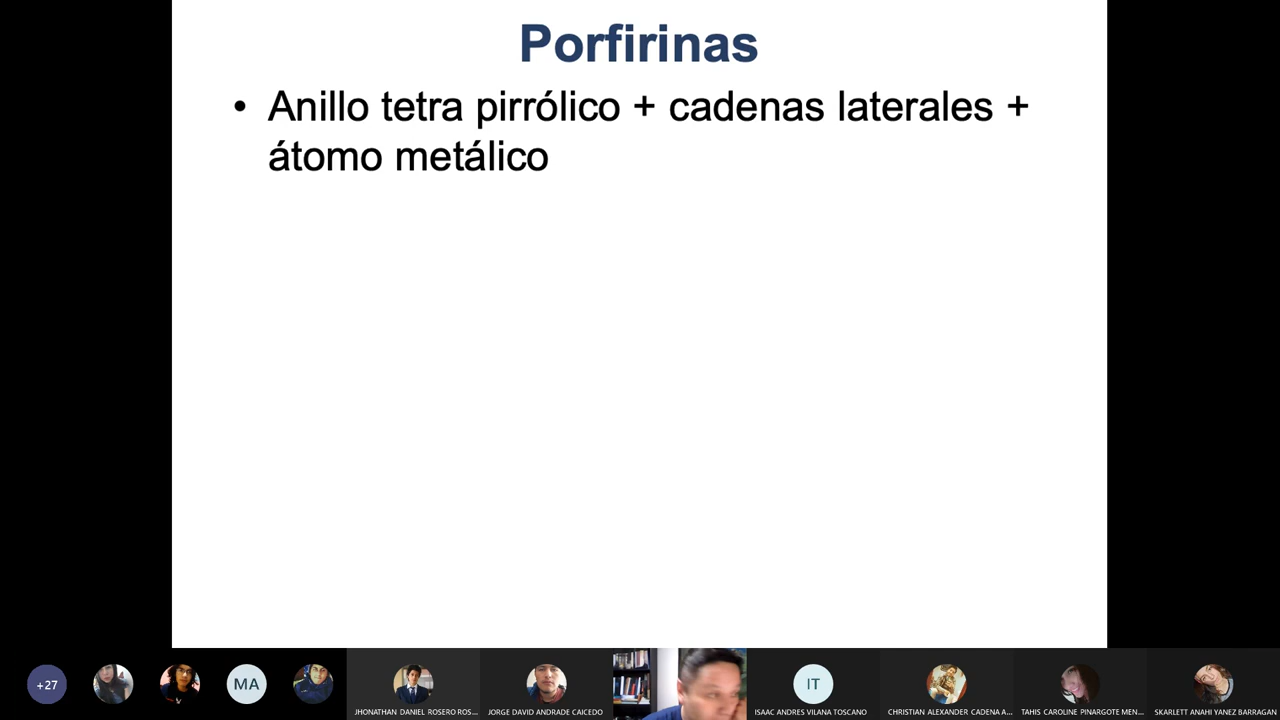 Porfirinas
• Anillo tetra pirrólico + cadenas laterales +
átomo metálico
+27
MA
JHONATHAN DANIEL ROSERO ROS...
JORGE DAVID ANDRADE CAICEDO
IT
ISAAC ANDRES VILANA TOSCANO
CHRISTIAN ALEXANDER CADENA A...
TAHIS CAROLINE PINARGOTE MEN...
SKARLETT ANAHI YANEZ BARRAGAN